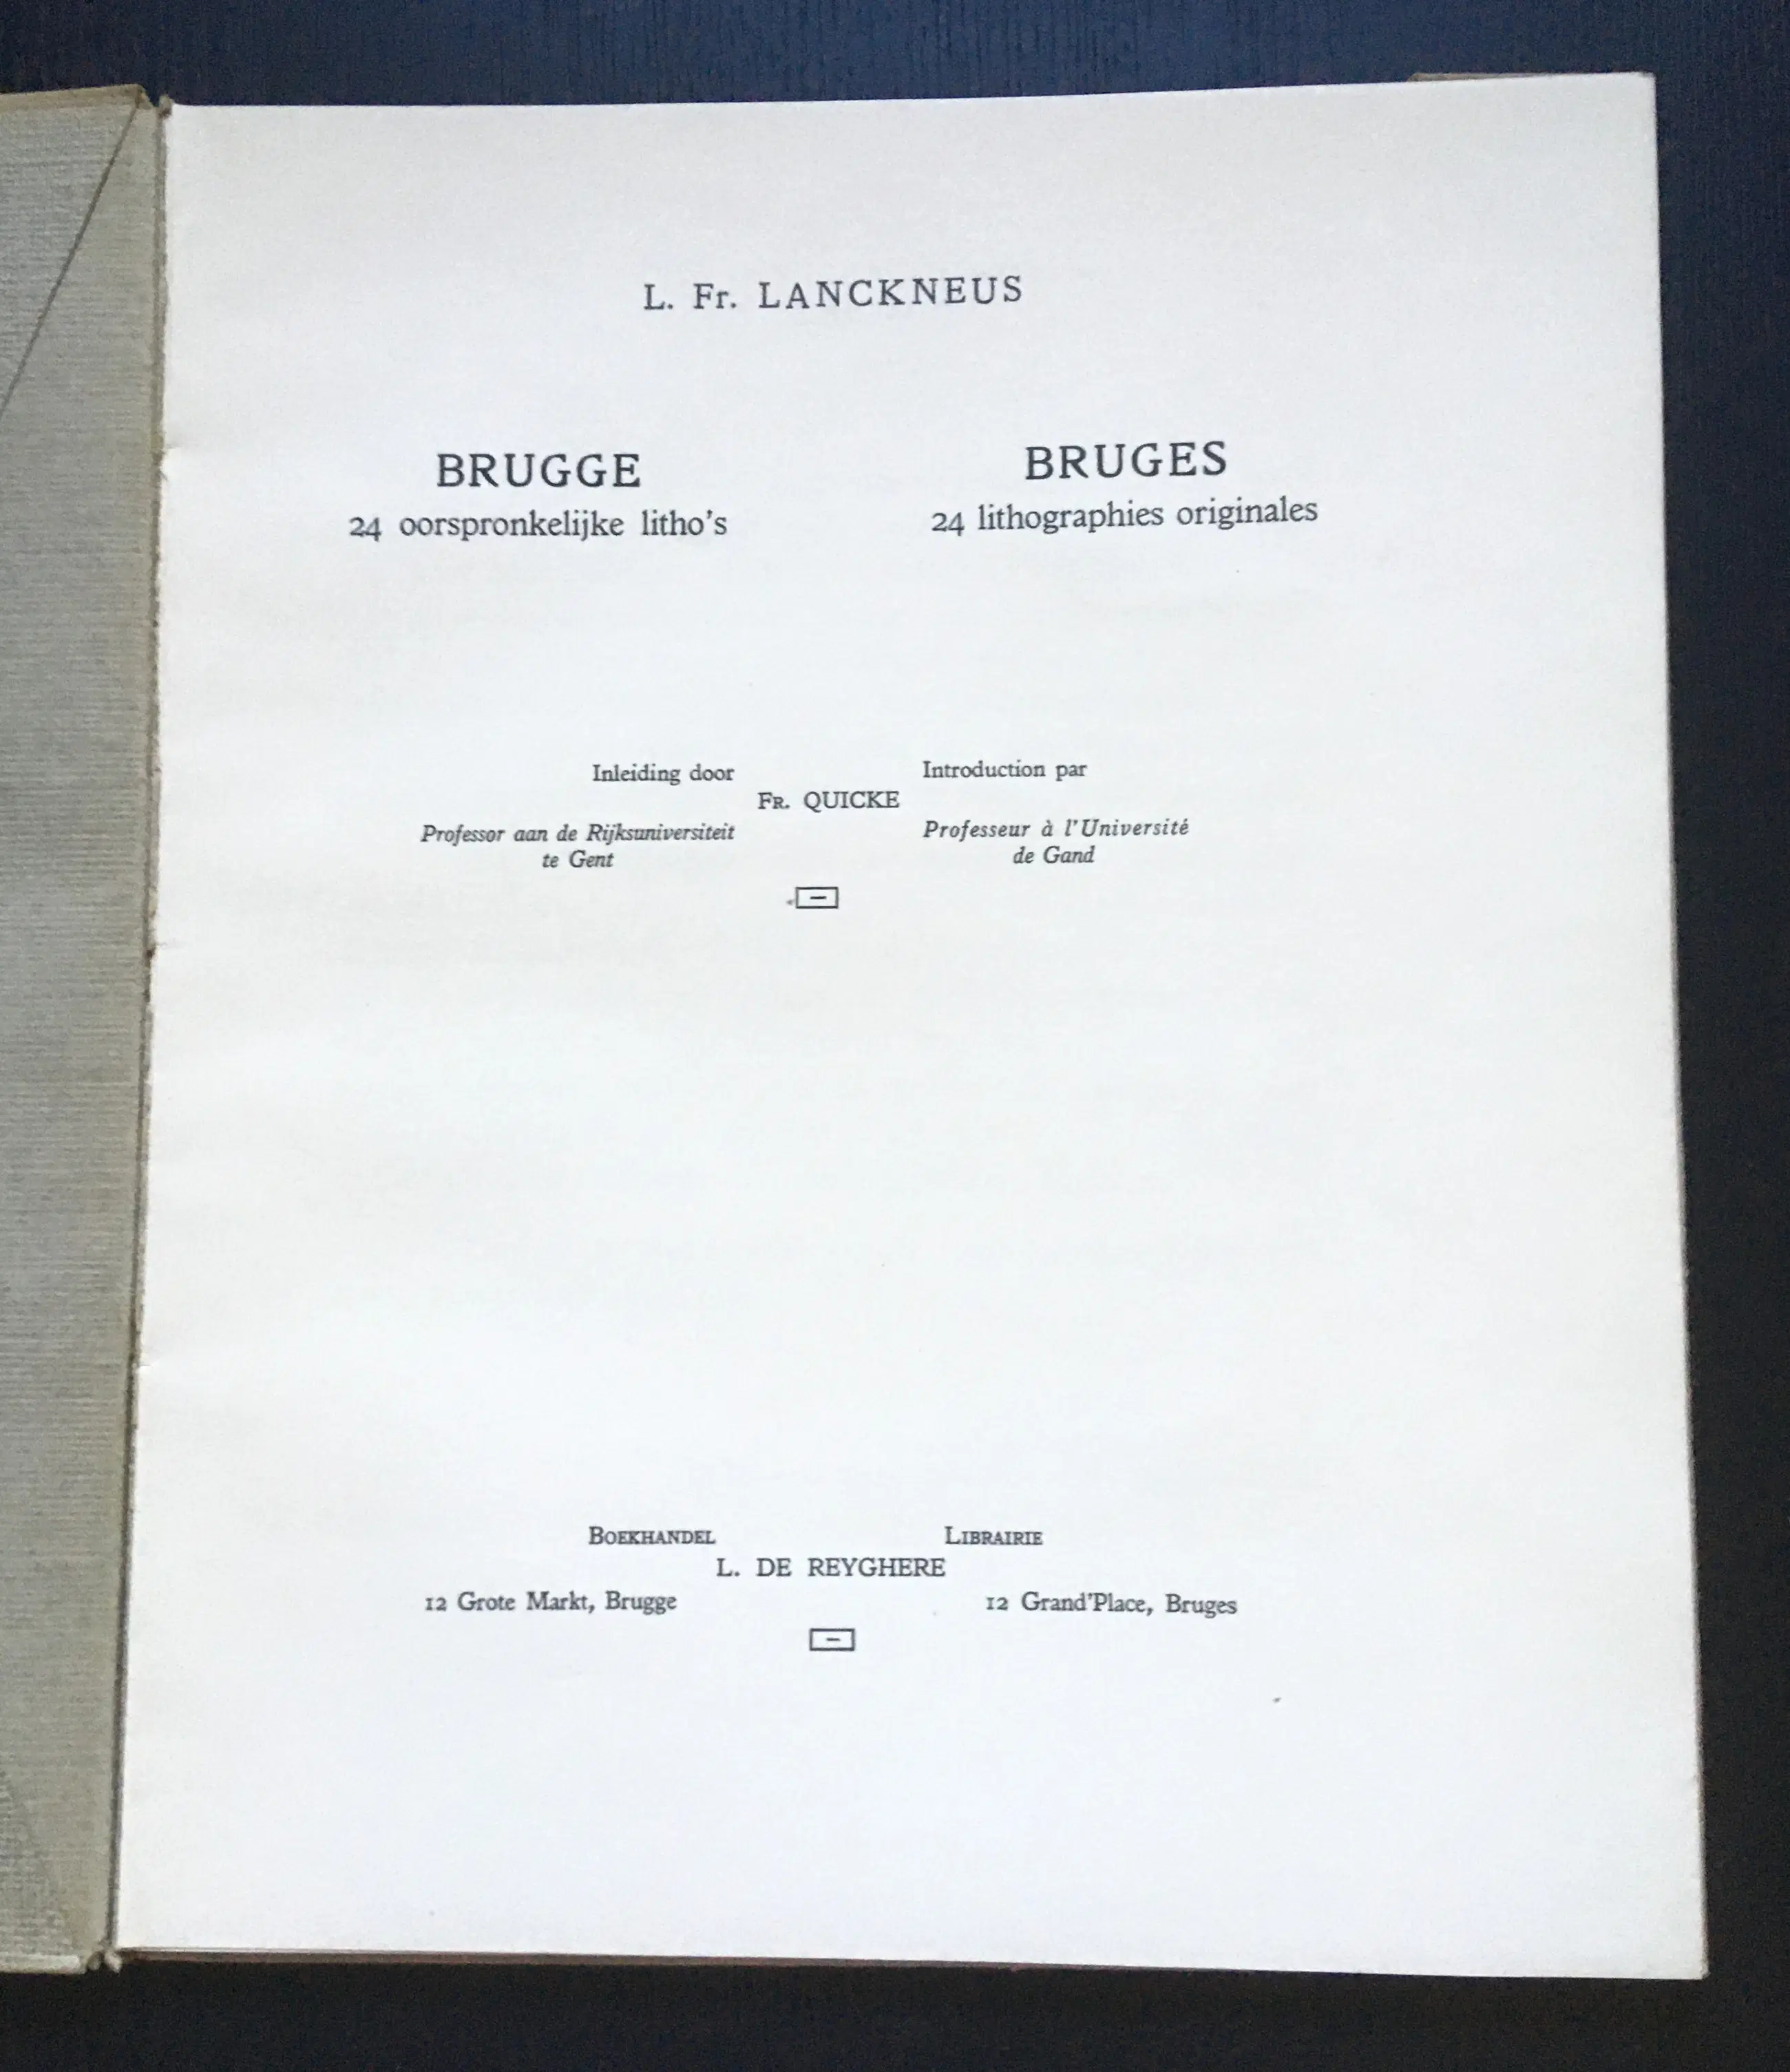 L. Fr. LANCKNEUS
BRUGGE
24 oorspronkelijke litho's
BRUGES
24 lithographies originales
Inleiding door
Introduction par
FR. QUICKE
Professor aan de Rijksuniversiteit
te Gent
Professeur à l'Université
de Gand
BOEKHANDEL
LIBRAIRIE
L. DE REYGHERE
12 Grote Markt, Brugge
12 Grand'Place, Bruges